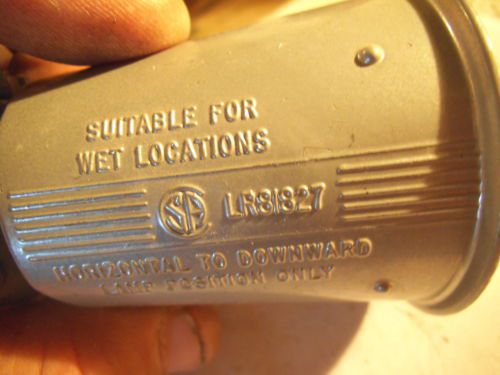 SUITABLE FOR
WET LOCATIONS
SA LR81827
HORIZONTAL TO DOWNWARD
LAMP POSITION ONLY